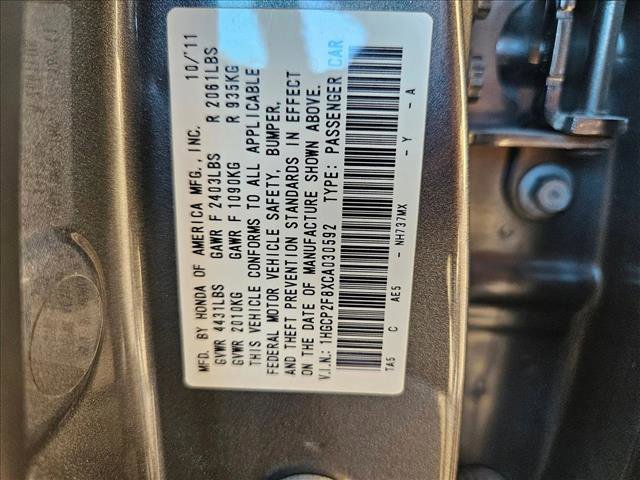 MFD. BY HONDA OF AMERICA MFG., INC. 10/11
GVWR 4431LBS GAWR F 2403LBS R 2061LBS
GVWR 2010KG GAWR F 1090KG R 935KG
THIS VEHICLE CONFORMS TO ALL APPLICABLE
FEDERAL MOTOR VEHICLE SAFETY, BUMPER,
AND THEFT PREVENTION STANDARDS IN EFFECT
ON THE DATE OF MANUFACTURE SHOWN ABOVE.
V.I.N.: 1HGCP2F8XCA030592 TYPE: PASSENGER CAR
TA5 C AE5 - NH737MX - Y - A